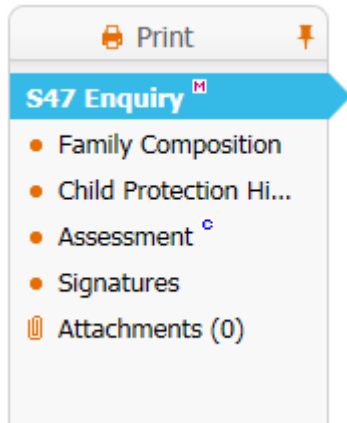 Print
S47 Enquiry M
Family Composition
Child Protection Hi...
Assessment C
Signatures
Attachments (0)